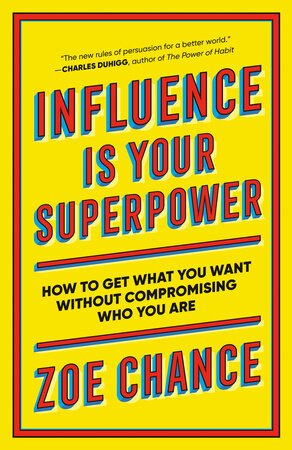 "The new rules of persuasion for a better world."
—CHARLES DUHIGG, author of The Power of Habit
INFLUENCE
IS YOUR
SUPERPOWER
HOW TO GET WHAT YOU WANT
WITHOUT COMPROMISING
WHO YOU ARE
ZOE CHANCE